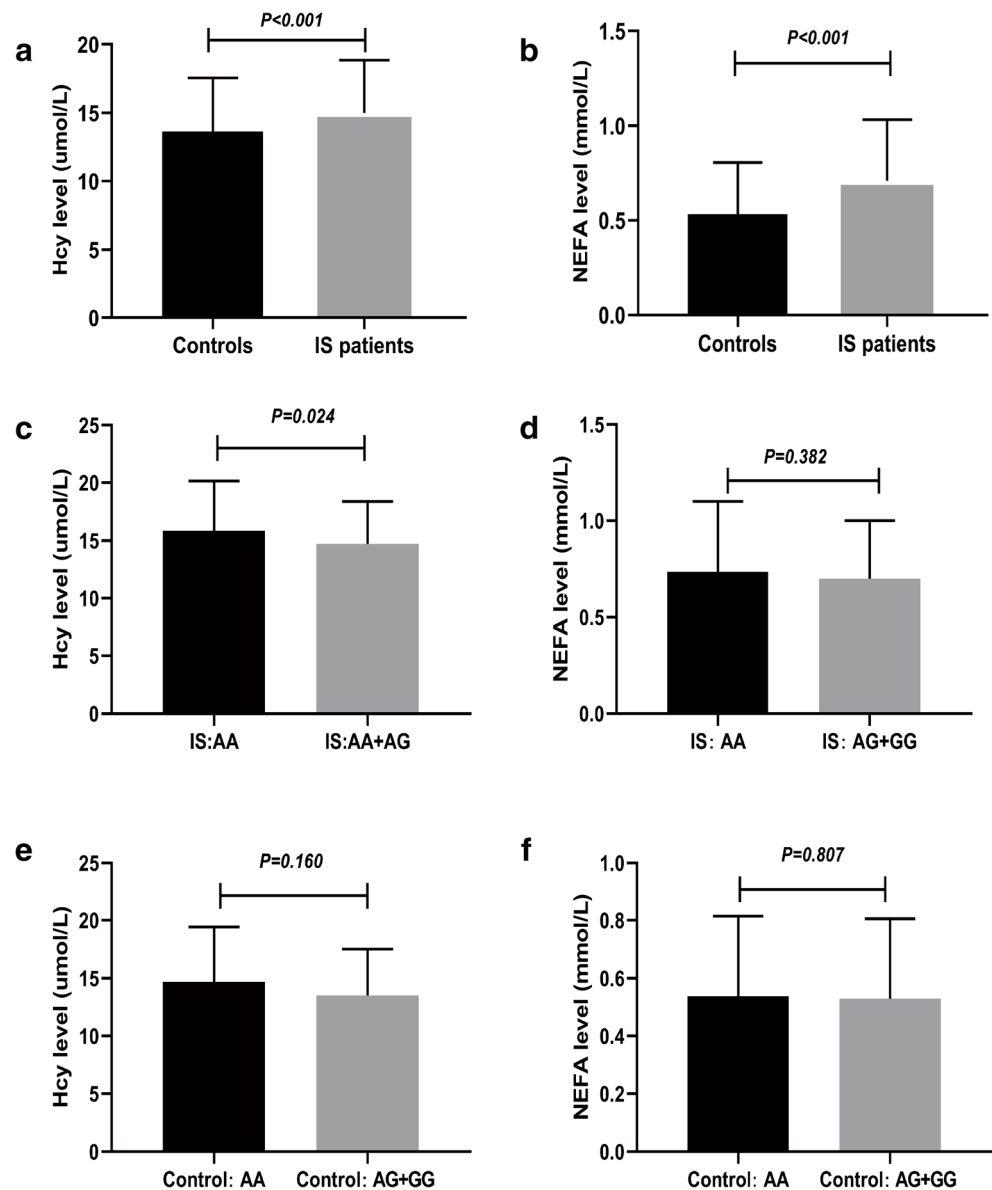 a
P<0.001
Hcy level (umol/L)
20
15
10
5
0
Controls IS patients
b
P<0.001
NEFA level (mmol/L)
1.5
1.0
0.5
0.0
Controls IS patients
c
P=0.024
Hcy level (umol/L)
25
20
15
10
5
0
IS:AA IS:AA+AG
d
P=0.382
NEFA level (mmol/L)
1.5
1.0
0.5
0.0
IS: AA IS: AG+GG
e
P=0.160
Hcy level (umol/L)
25
20
15
10
5
0
Control: AA Control: AG+GG
f
P=0.807
NEFA level (mmol/L)
1.0
0.8
0.6
0.4
0.2
0.0
Control: AA Control: AG+GG